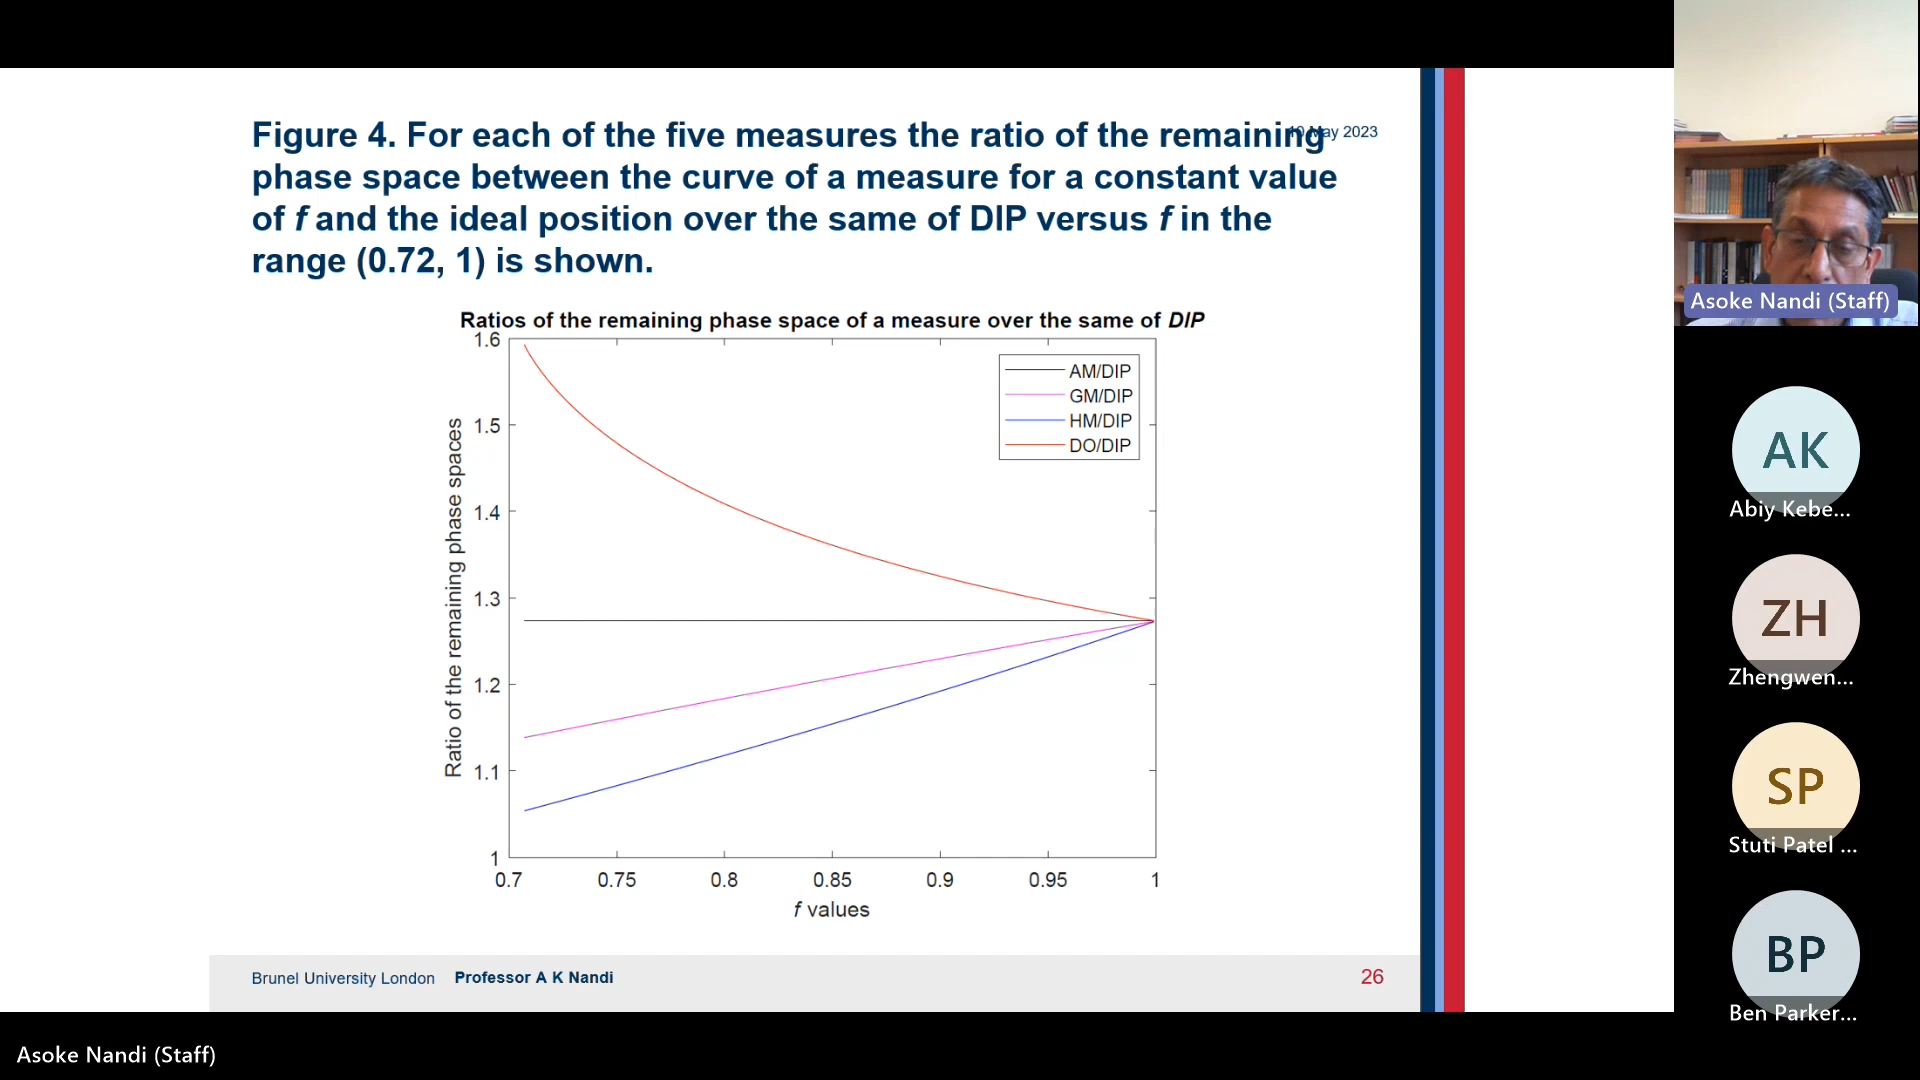 Figure 4. For each of the five measures the ratio of the remaining
10 May 2023
phase space between the curve of a measure for a constant value
of f and the ideal position over the same of DIP versus f in the
range (0.72, 1) is shown.
Ratios of the remaining phase space of a measure over the same of DIP
1.6
1.5
1.4
1.3
1.2
1.1
1
Ratio of the remaining phase spaces
AM/DIP
GM/DIP
HM/DIP
DO/DIP
0.7 0.75 0.8 0.85 0.9 0.95 1
f values
Brunel University London Professor A K Nandi 26
Asoke Nandi (Staff)
AK
Abiy Kebe...
ZH
Zhengwen...
SP
Stuti Patel ...
BP
Ben Parker...
Asoke Nandi (Staff)